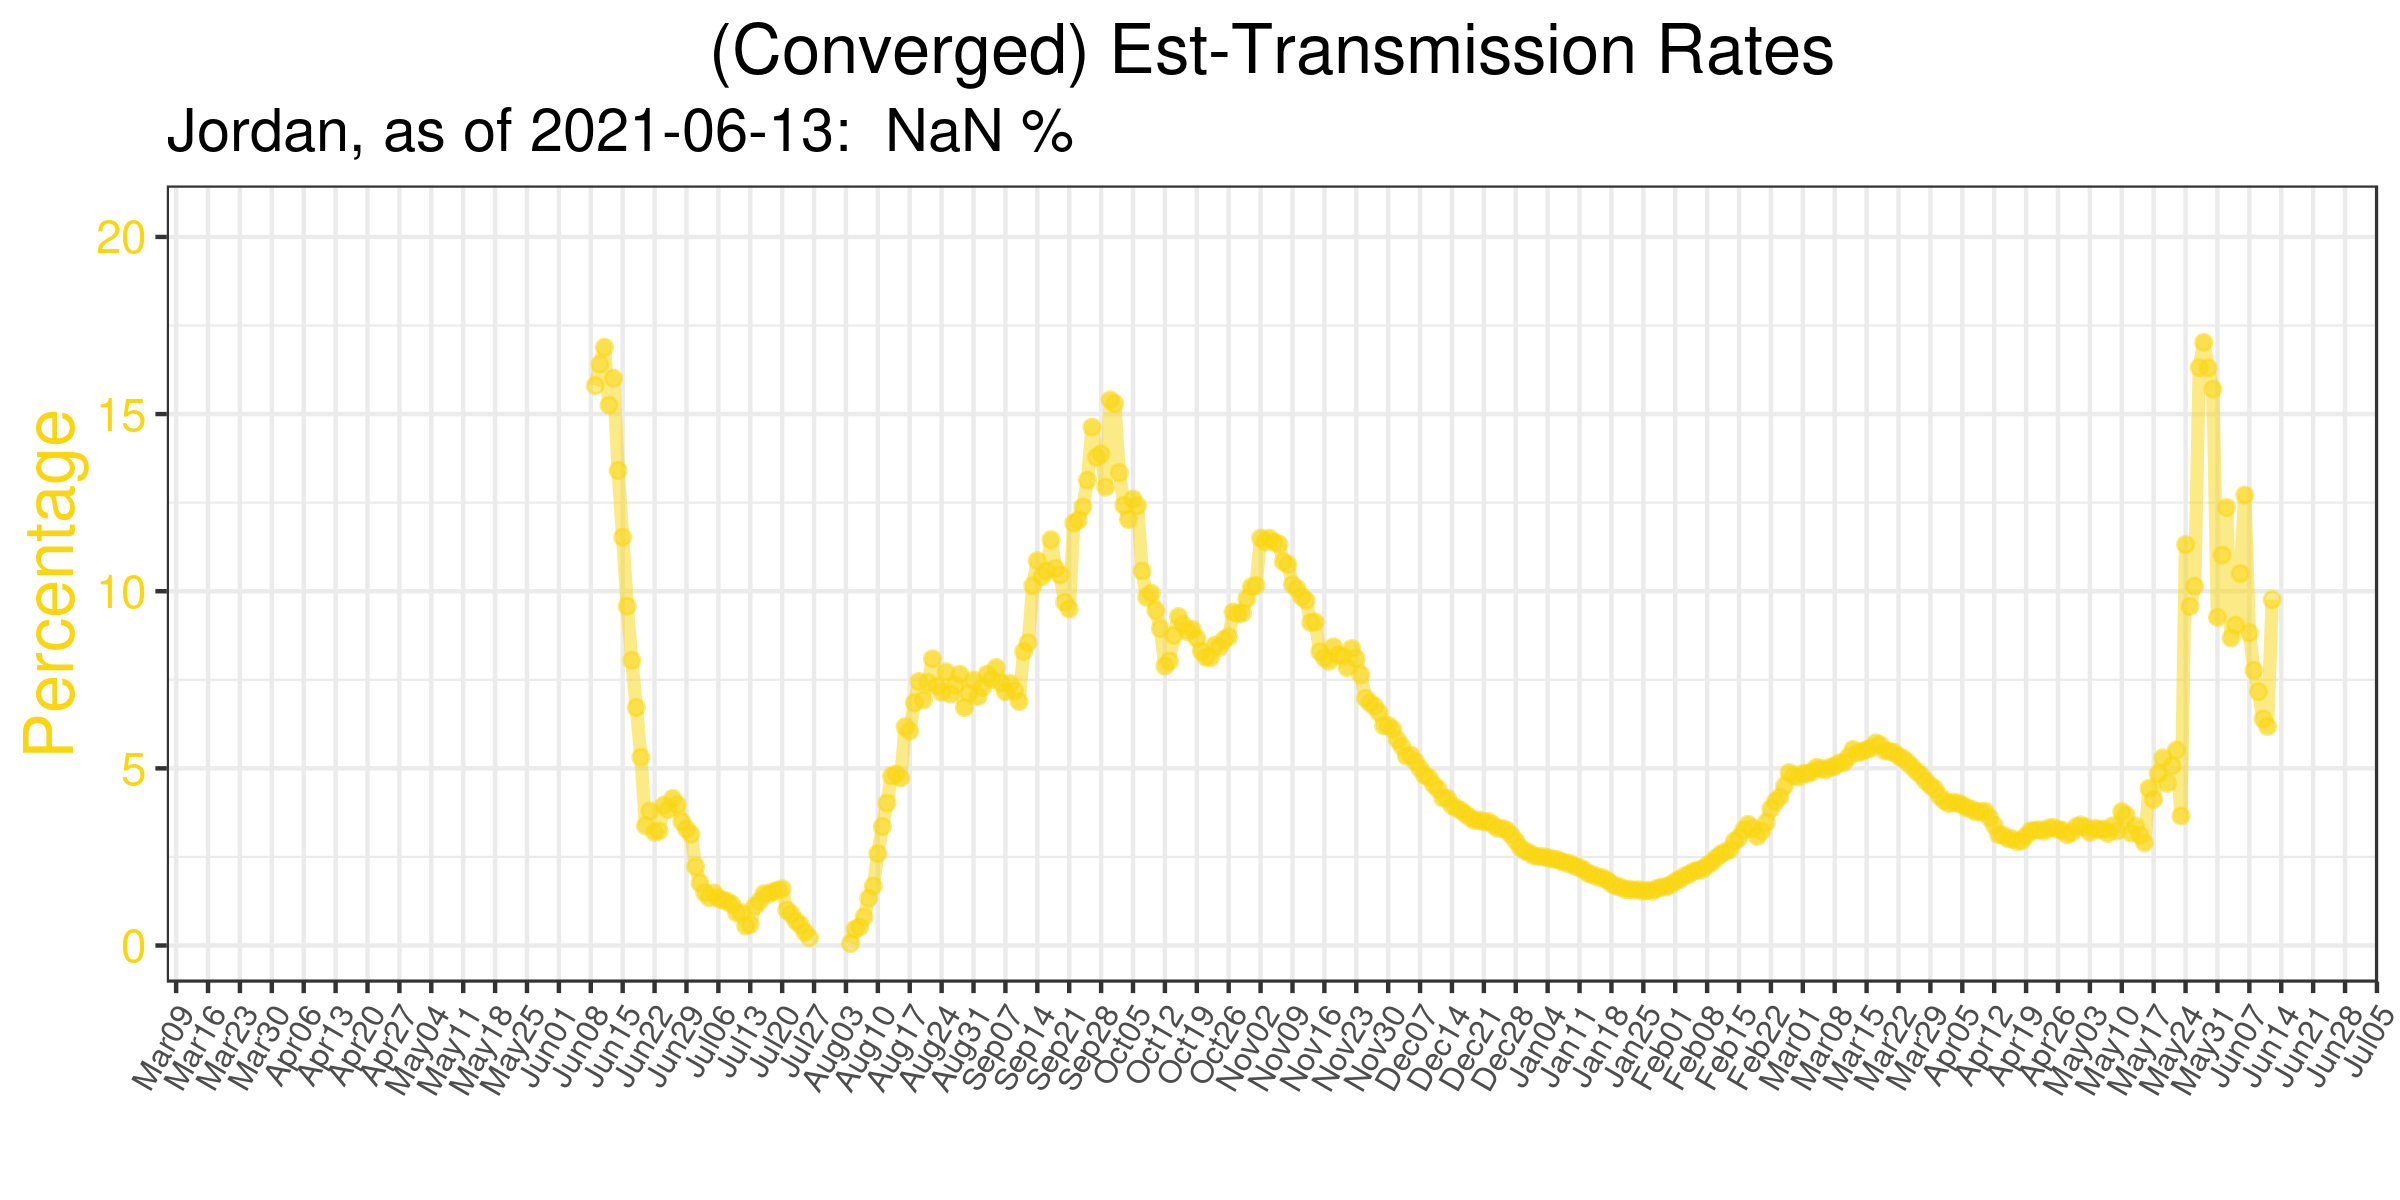 (Converged) Est-Transmission Rates
Jordan, as of 2021-06-13:  NaN %
Percentage
20
15
10
5
0
Mar09
Mar16
Mar23
Mar30
Apr06
Apr13
Apr20
Apr27
May04
May11
May18
May25
Jun01
Jun08
Jun15
Jun22
Jun29
Jul06
Jul13
Jul20
Jul27
Aug03
Aug10
Aug17
Aug24
Aug31
Sep07
Sep14
Sep21
Sep28
Oct05
Oct12
Oct19
Oct26
Nov02
Nov09
Nov16
Nov23
Nov30
Dec07
Dec14
Dec21
Dec28
Jan04
Jan11
Jan18
Jan25
Feb01
Feb08
Feb15
Feb22
Mar01
Mar08
Mar15
Mar22
Mar29
Apr05
Apr12
Apr19
Apr26
May03
May10
May17
May24
May31
Jun07
Jun14
Jun21
Jun28
Jul05